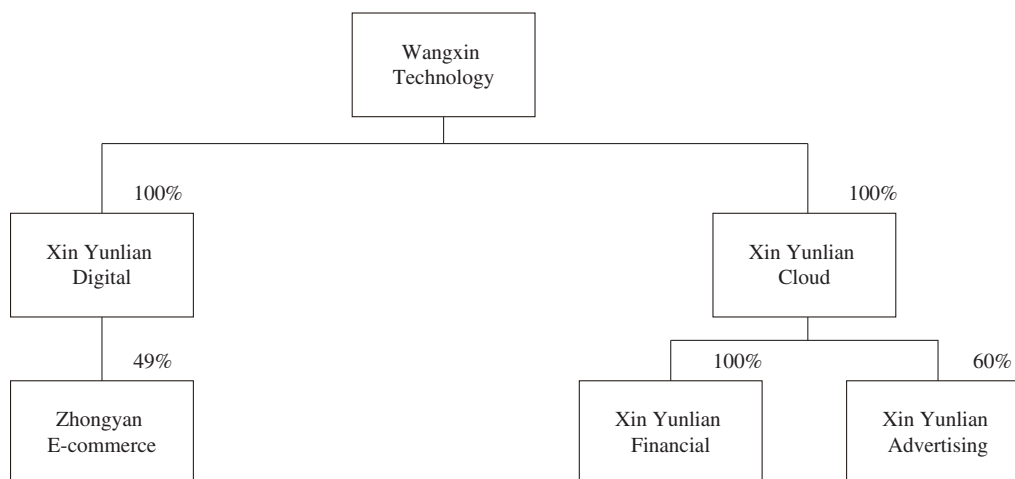 Wangxin
Technology
100%
100%
Xin Yunlian
Digital
Xin Yunlian
Cloud
49%
100%
60%
Zhongyan
E-commerce
Xin Yunlian
Financial
Xin Yunlian
Advertising